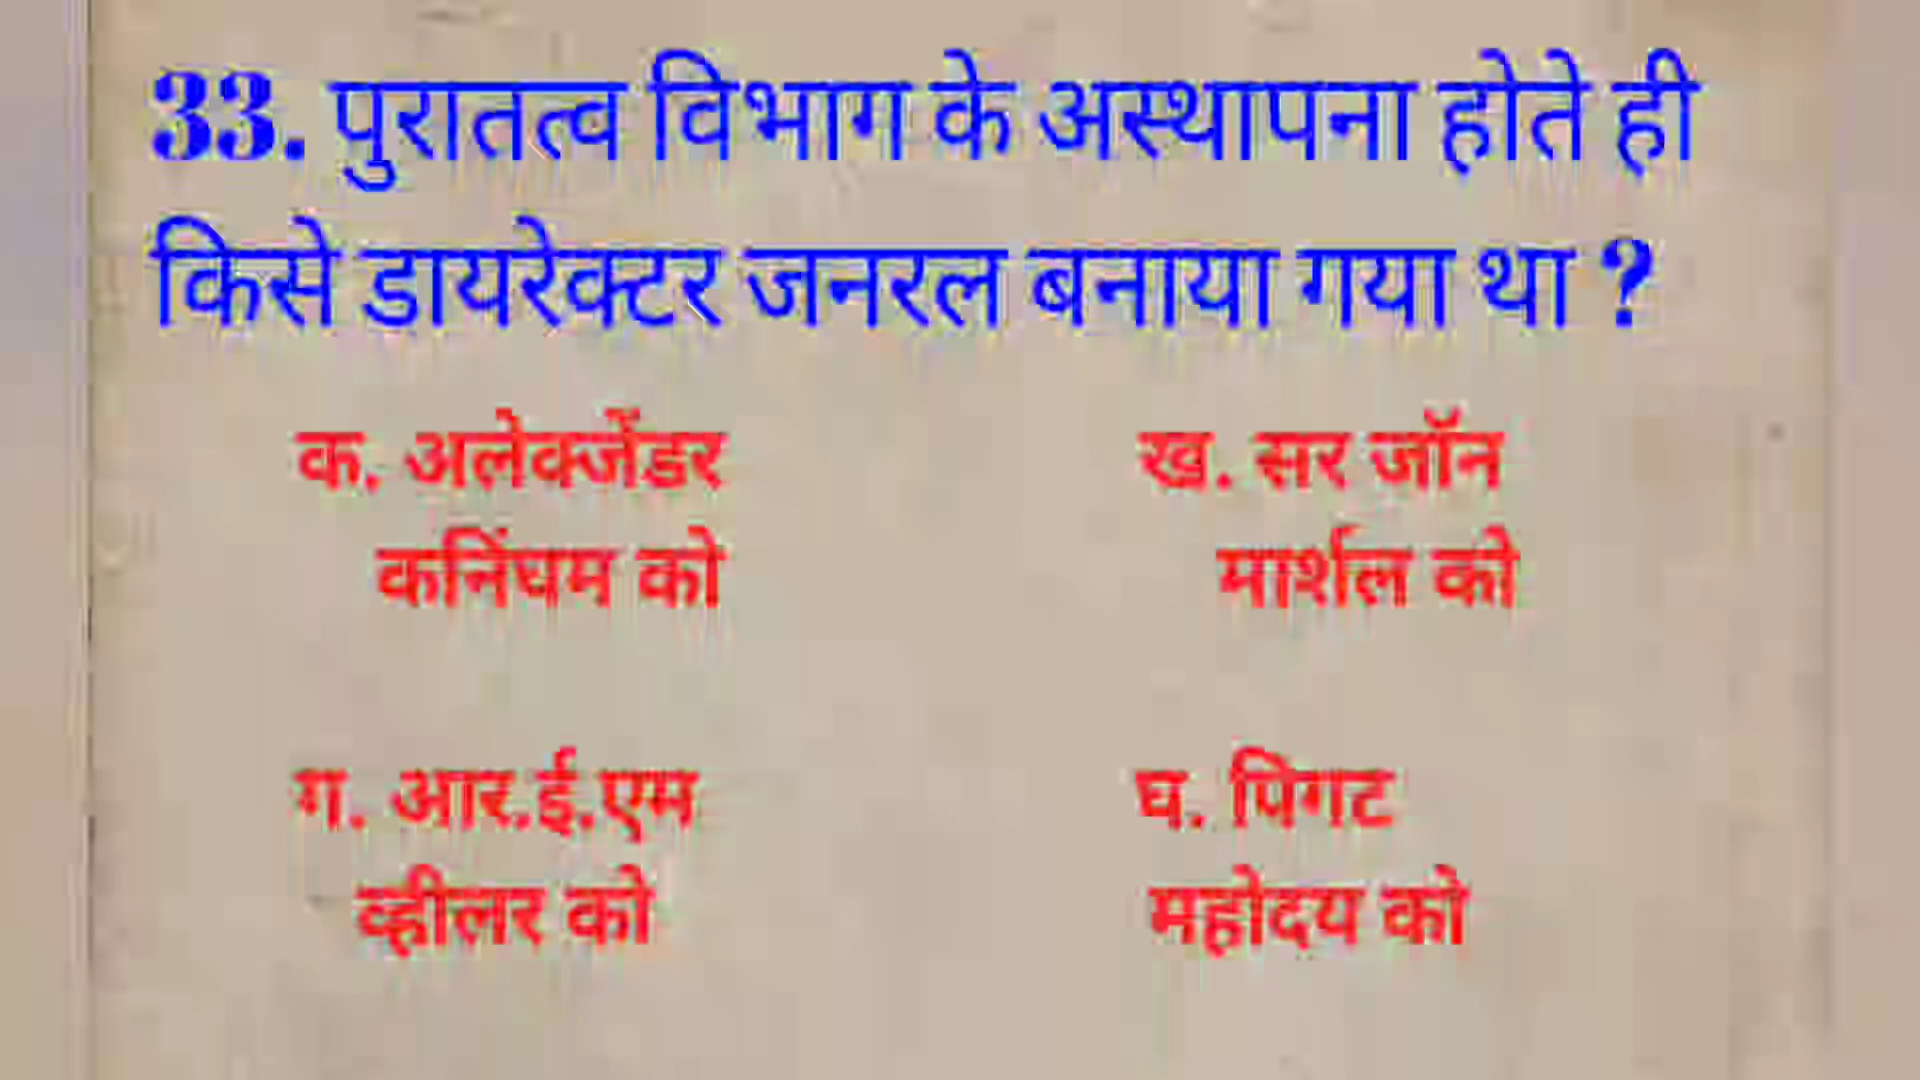 33. पुरातत्व विभाग के अस्थापना होते ही
किसे डायरेक्टर जनरल बनाया गया था ?
क. अलेक्जेंडर
कनिंघम को
ख. सर जॉन
मार्शल को
ग. आर.ई.एम
व्हीलर को
घ. पिगट
महोदय को